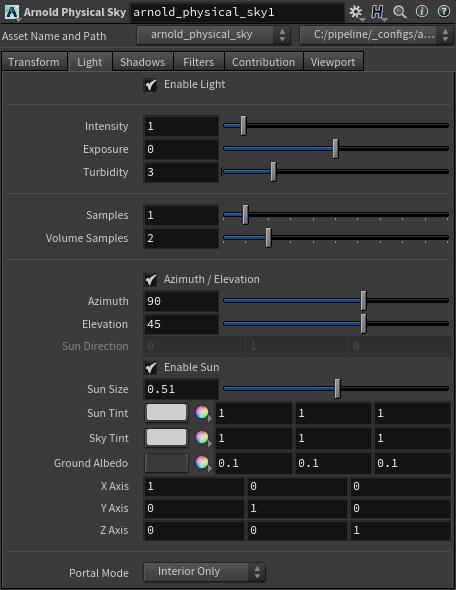 Arnold Physical Sky arnold_physical_sky1
Asset Name and Path arnold_physical_sky C:/pipeline/_configs/a...
Transform Light Shadows Filters Contribution Viewport
Enable Light
Intensity 1
Exposure 0
Turbidity 3
Samples 1
Volume Samples 2
Azimuth / Elevation
Azimuth 90
Elevation 45
Sun Direction 0 1 0
Enable Sun
Sun Size 0.51
Sun Tint 1 1 1
Sky Tint 1 1 1
Ground Albedo 0.1 0.1 0.1
X Axis 1 0 0
Y Axis 0 1 0
Z Axis 0 0 1
Portal Mode Interior Only